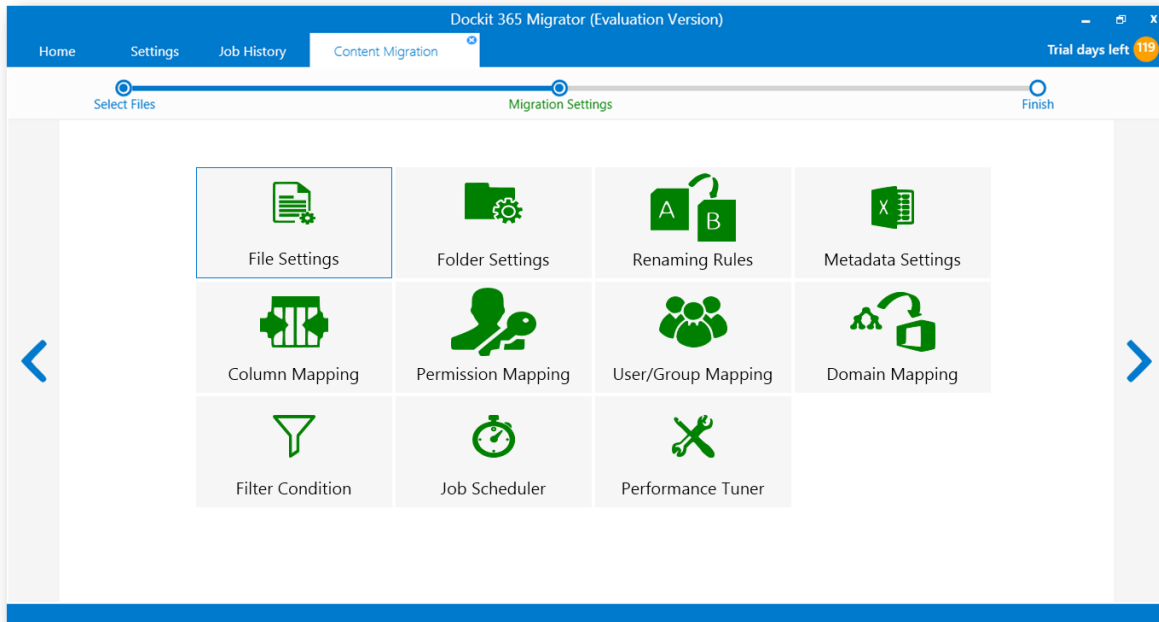 Dockit 365 Migrator (Evaluation Version)
Home Settings Job History Content Migration Trial days left 119
Select Files Migration Settings Finish
File Settings Folder Settings A B Renaming Rules X Metadata Settings
Column Mapping Permission Mapping User/Group Mapping Domain Mapping
Filter Condition Job Scheduler Performance Tuner